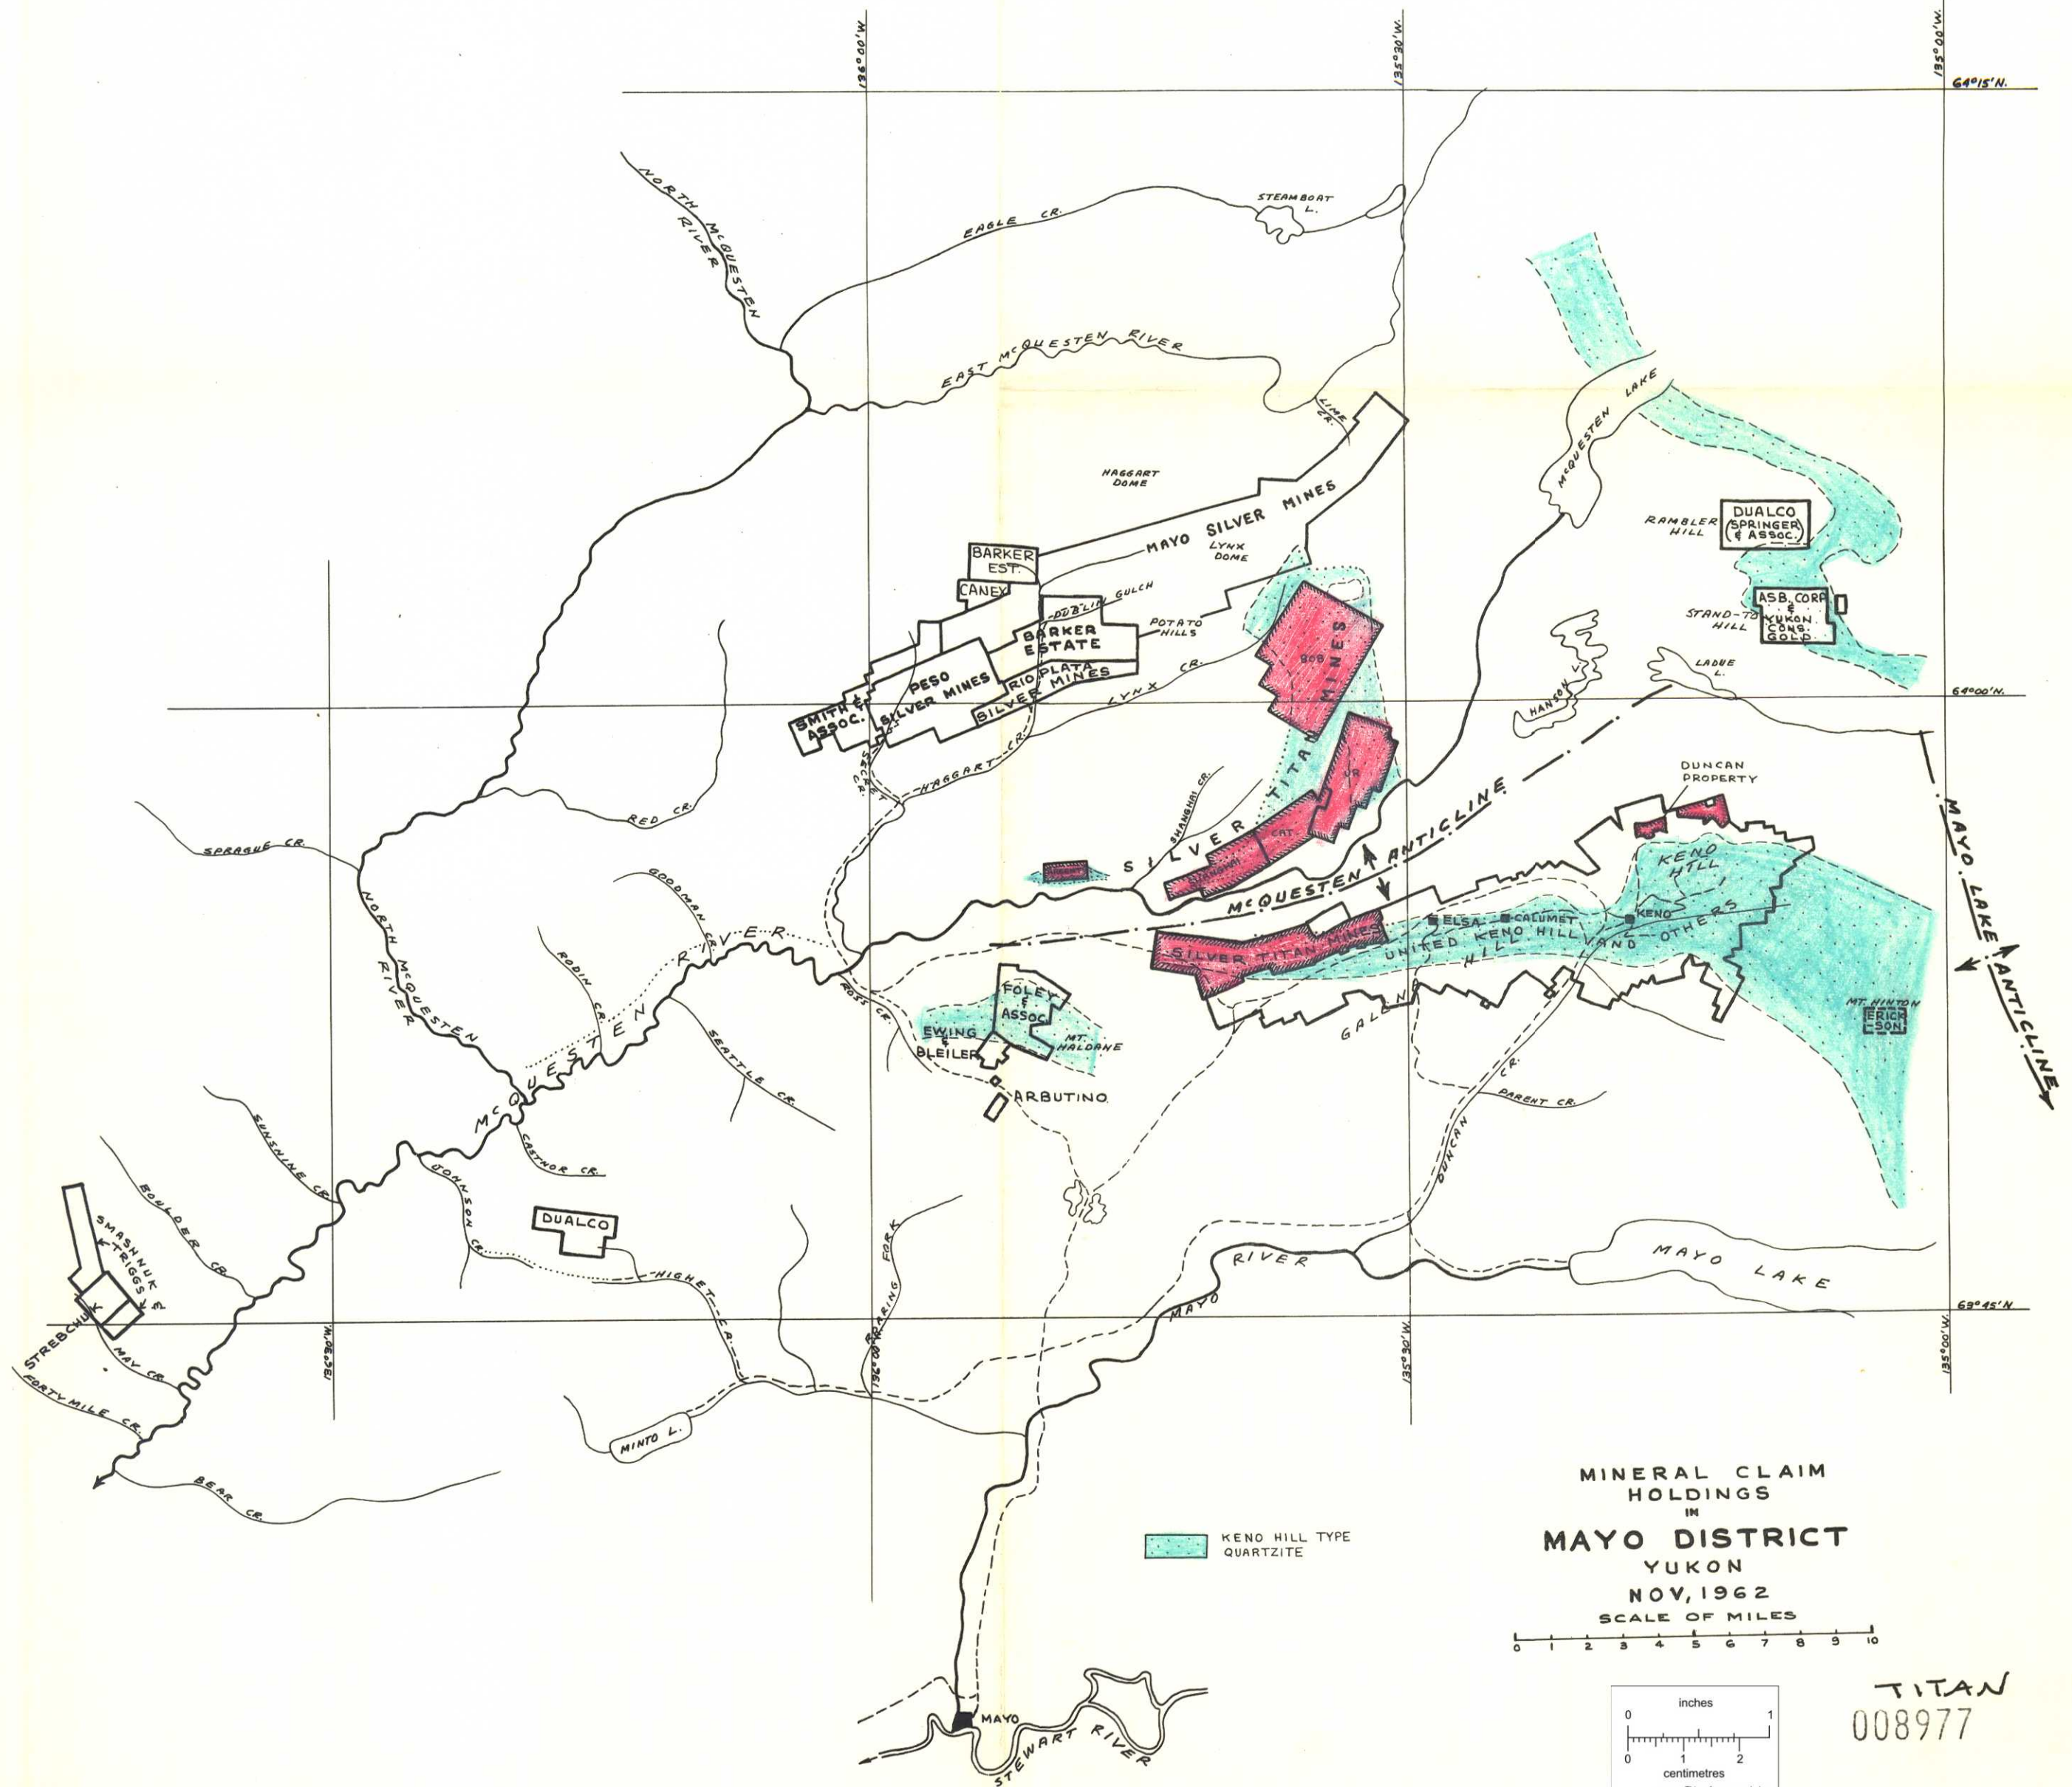 136°00'W.
135°30'W.
135°00'W.
64°15'N.
NORTH McQUESTEN
RIVER
EAGLE CR.
STEAMBOAT
L.
EAST McQUESTEN RIVER
LIME
CR.
McQUESTEN LAKE
HAGGART
DOME
MAYO SILVER MINES
LYNX
DOME
RAMBLER
HILL
DUALCO
(SPRINGER
& ASSOC.)
BARKER
EST.
CANEY
DUBLIN GULCH
BARKER
ESTATE
POTATO
HILLS
STAND-TO
HILL
ASB. CORP
&
YUKON
CONS.
GOLD
PESO
SILVER MINES
RIO PLATA
SILVER MINES
LYNX CR.
BOB
SMITH &
ASSOC.
HANSON
LADUE
L.
64°00'N.
SECRET
CR.
HAGGART CR.
SILVER TITAN MINES
SHANGHAI CR.
CAT
DUNCAN
PROPERTY
MAYO LAKE ANTICLINE
SPRAGUE CR.
RED CR.
GOODMAN CR.
McQUESTEN ANTICLINE
KENO
HILL
NORTH McQUESTEN
RIVER
RODIN CR.
McQUESTEN RIVER
SILVER TITAN MINES
ELSA
CALUMET
KENO
UNITED KENO HILL AND OTHERS
GALENA HILL
ROSS CR.
FOLEY
&
ASSOC.
EWING
&
BLEILER
MT.
HALDANE
ARBUTINO
MT. HINTON
ERICK
-SON
SEATTLE CR.
PARENT CR.
DUNCAN CR.
SUNSHINE CR.
CASTNOR CR.
JOHNSON CR.
BOULDER CR.
SMASHNUK
& TRIGGS
DUALCO
HIGHET CR.
ROARING FORK
MAYO RIVER
MAYO LAKE
63°45'N
STREBCHUK
MAY CR.
FORTY MILE CR.
136°30'W.
136°00'W.
135°30'W.
135°00'W.
MINTO L.
BEAR CR.
KENO HILL TYPE
QUARTZITE
MINERAL CLAIM
HOLDINGS
IN
MAYO DISTRICT
YUKON
NOV, 1962
SCALE OF MILES
0 1 2 3 4 5 6 7 8 9 10
MAYO
STEWART RIVER
TITAN
008977
inches
0 1
0 1 2
centimetres